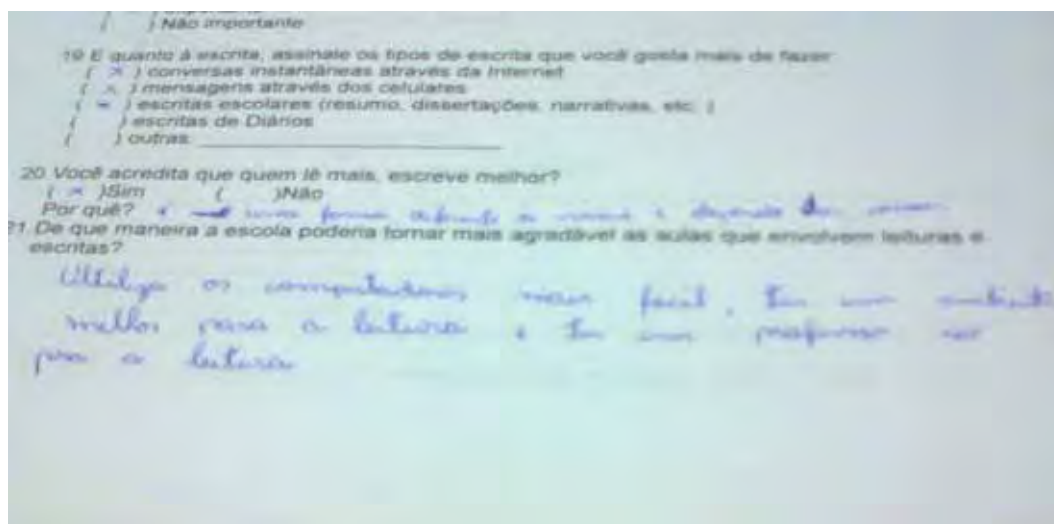 ( ) Não importante
19 E quanto à escrita, assinale os tipos de escrita que você gosta mais de fazer
( x ) conversas instantâneas através da Internet
( x ) mensagens através dos celulares
( x ) escritas escolares (resumo, dissertações, narrativas, etc. )
( ) escritas de Diários
( ) outras:
20 Você acredita que quem lê mais, escreve melhor?
( x )Sim ( )Não
Por quê? é uma forma
21 De que maneira a escola poderia tornar mais agradável as aulas que envolvem leituras e
escritas?
os computadores mais facil, Ter um ambiente
melhor para a leitura e Ter um professor
pra a leitura